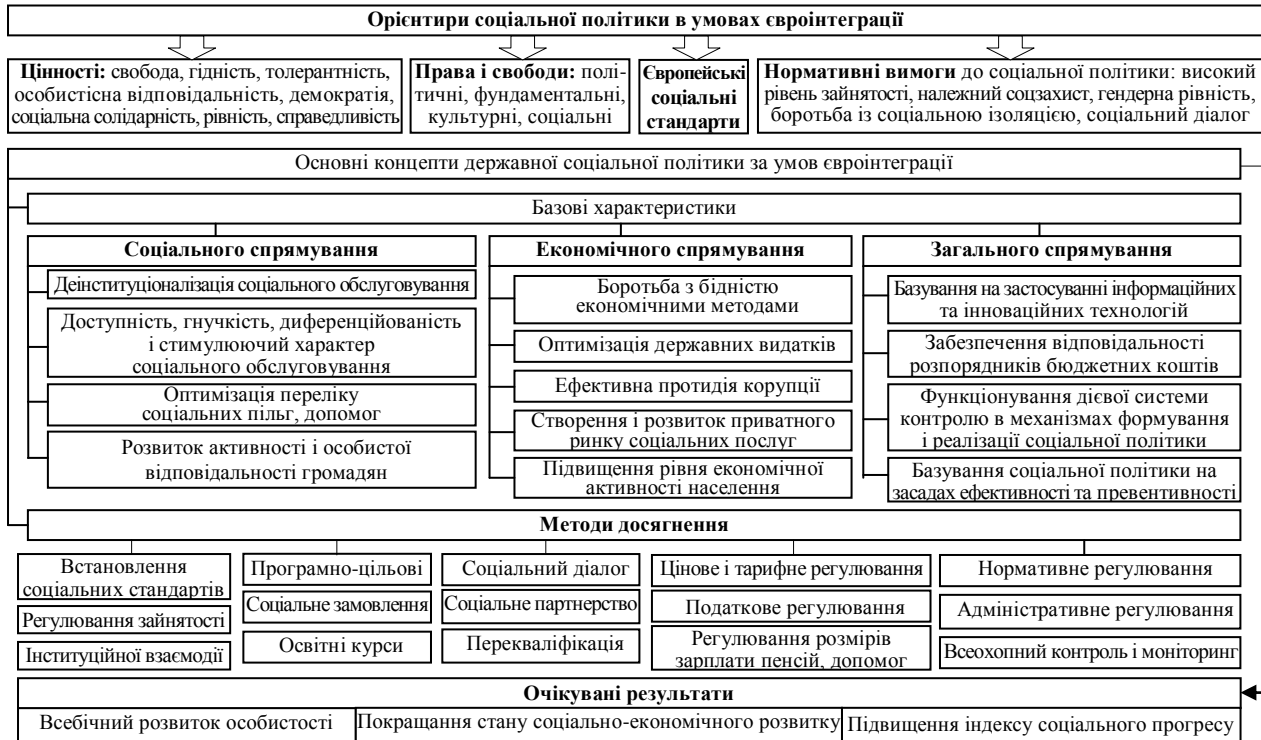 Орієнтири соціальної політики в умовах євроінтеграції
Цінності: свобода, гідність, толерантність,
особистісна відповідальність, демократія,
соціальна солідарність, рівність, справедливість
Права і свободи: полі-
тичні, фундаментальні,
культурні, соціальні
Європейські
соціальні
стандарти
Нормативні вимоги до соціальної політики: високий
рівень зайнятості, належний соцзахист, гендерна рівність,
боротьба із соціальною ізоляцією, соціальний діалог
Основні концепти державної соціальної політики за умов євроінтеграції
Базові характеристики
Соціального спрямування
Деінституціоналізація соціального обслуговування
Доступність, гнучкість, диференційованість
і стимулюючий характер
соціального обслуговування
Оптимізація переліку
соціальних пільг, допомог
Розвиток активності і особистої
відповідальності громадян
Економічного спрямування
Боротьба з бідністю
економічними методами
Оптимізація державних видатків
Ефективна протидія корупції
Створення і розвиток приватного
ринку соціальних послуг
Підвищення рівня економічної
активності населення
Загального спрямування
Базування на застосуванні інформаційних
та інноваційних технологій
Забезпечення відповідальності
розпорядників бюджетних коштів
Функціонування дієвої системи
контролю в механізмах формування
і реалізації соціальної політики
Базування соціальної політики на
засадах ефективності та превентивності
Методи досягнення
Встановлення
соціальних стандартів
Регулювання зайнятості
Інституційної взаємодії
Програмно-цільові
Соціальне замовлення
Освітні курси
Соціальний діалог
Соціальне партнерство
Перекваліфікація
Цінове і тарифне регулювання
Податкове регулювання
Регулювання розмірів
зарплати пенсій, допомог
Нормативне регулювання
Адміністративне регулювання
Всеохопний контроль і моніторинг
Очікувані результати
Всебічний розвиток особистості
Покращання стану соціально-економічного розвитку
Підвищення індексу соціального прогресу